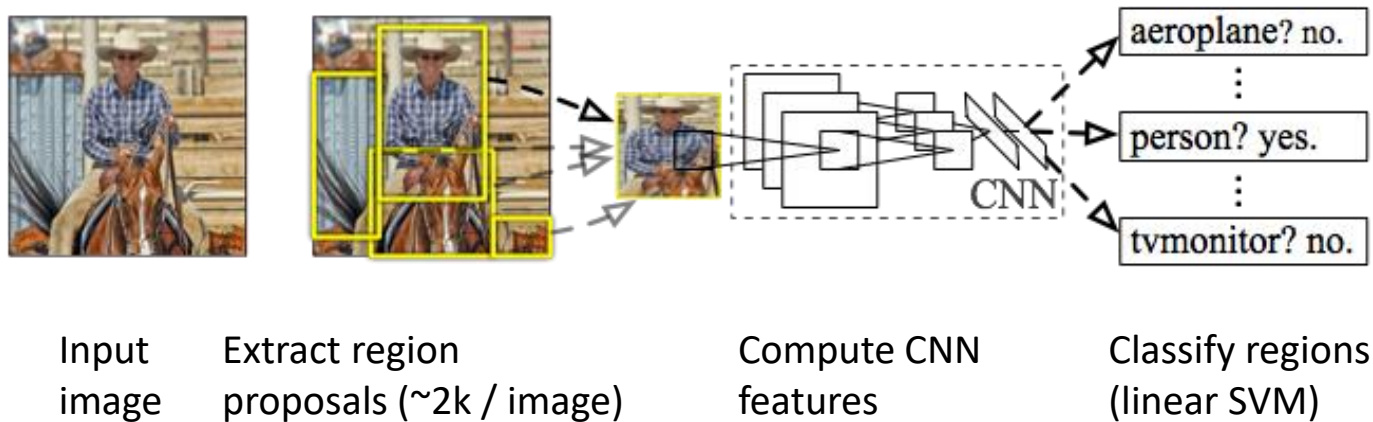 aeroplane? no.
⋮
person? yes.
⋮
tvmonitor? no.
CNN
Input image
Extract region proposals (~2k / image)
Compute CNN features
Classify regions (linear SVM)